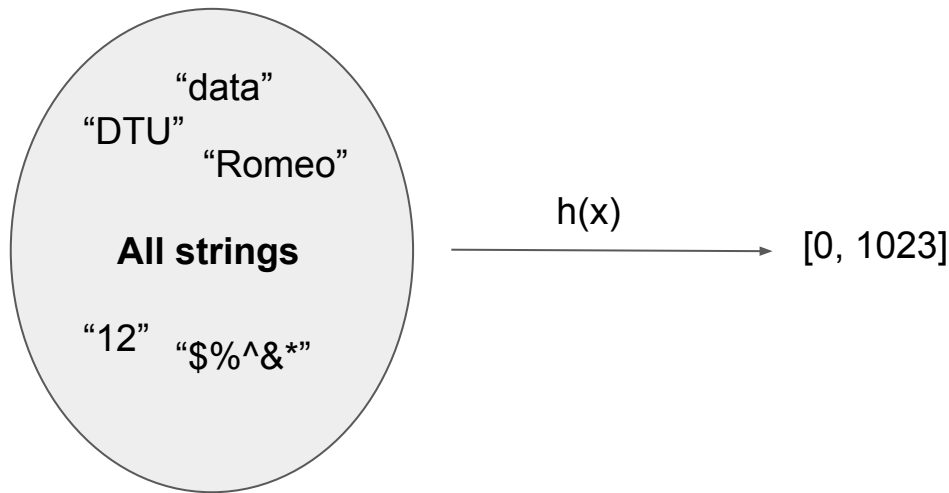 “data”
“DTU”
“Romeo”
All strings
“12”
“$%^&*”
h(x)
[0, 1023]